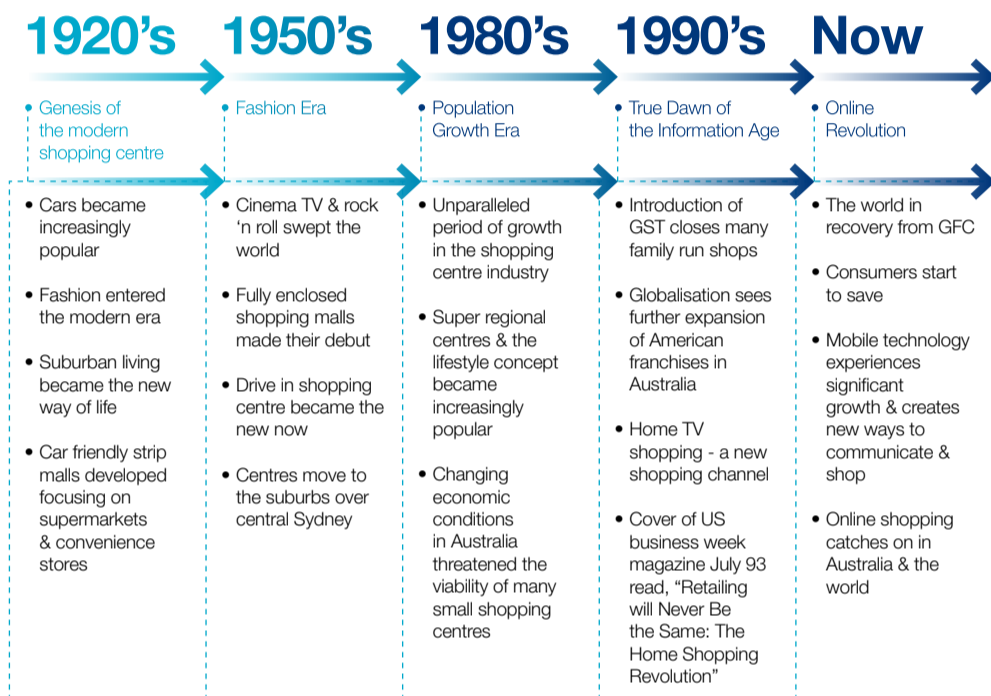 1920's
1950's
1980's
1990's
Now
• Genesis of
the modern
shopping centre
• Fashion Era
• Population
Growth Era
• True Dawn of
the Information Age
• Online
Revolution
• Cars became
increasingly
popular
• Fashion entered
the modern era
• Suburban living
became the new
way of life
• Car friendly strip
malls developed
focusing on
supermarkets
& convenience
stores
• Cinema TV & rock
'n roll swept the
world
• Fully enclosed
shopping malls
made their debut
• Drive in shopping
centre became the
new now
• Centres move to
the suburbs over
central Sydney
• Unparalleled
period of growth
in the shopping
centre industry
• Super regional
centres & the
lifestyle concept
became
increasingly
popular
• Changing
economic
conditions
in Australia
threatened the
viability of many
small shopping
centres
• Introduction of
GST closes many
family run shops
• Globalisation sees
further expansion
of American
franchises in
Australia
• Home TV
shopping - a new
shopping channel
• Cover of US
business week
magazine July 93
read, “Retailing
will Never Be
the Same: The
Home Shopping
Revolution”
• The world in
recovery from GFC
• Consumers start
to save
• Mobile technology
experiences
significant
growth & creates
new ways to
communicate &
shop
• Online shopping
catches on in
Australia & the
world